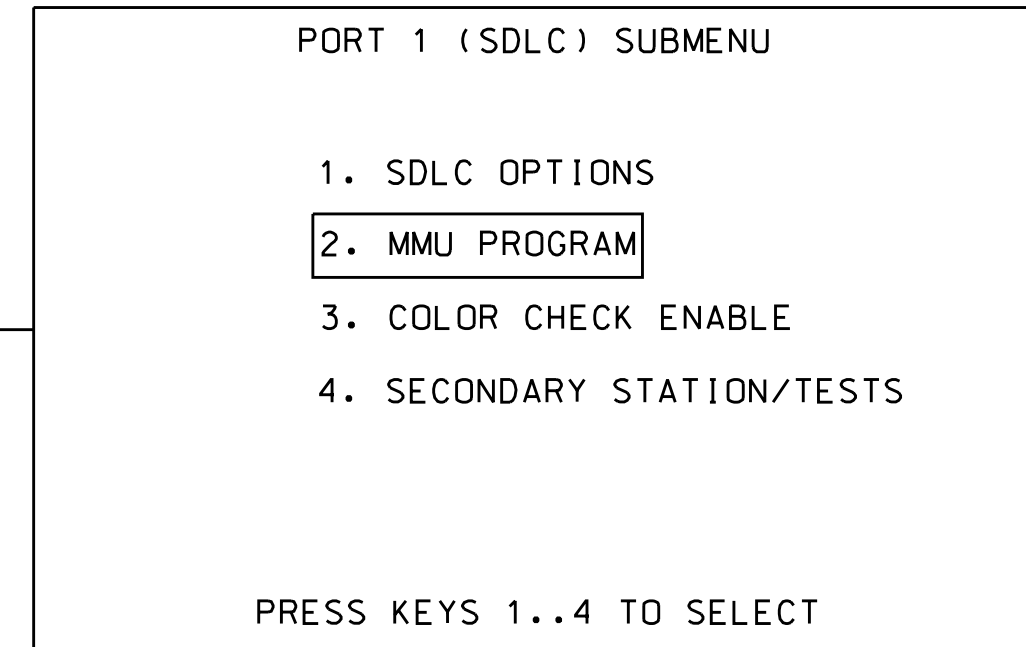 PORT 1 (SDLC) SUBMENU
1. SDLC OPTIONS
2. MMU PROGRAM
3. COLOR CHECK ENABLE
4. SECONDARY STATION/TESTS
PRESS KEYS 1..4 TO SELECT